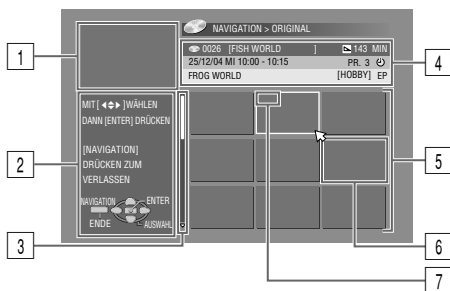 NAVIGATION > ORIGINAL
0026 [FISH WORLD ] 143 MIN
25/12/04 MI 10:00 - 10:15 PR. 3
FROG WORLD [HOBBY] EP
MIT [ ] WÄHLEN
DANN [ENTER] DRÜCKEN
[NAVIGATION]
DRÜCKEN ZUM
VERLASSEN
NAVIGATION ENTER
ENDE AUSWAHL
1
2
3
4
5
6
7